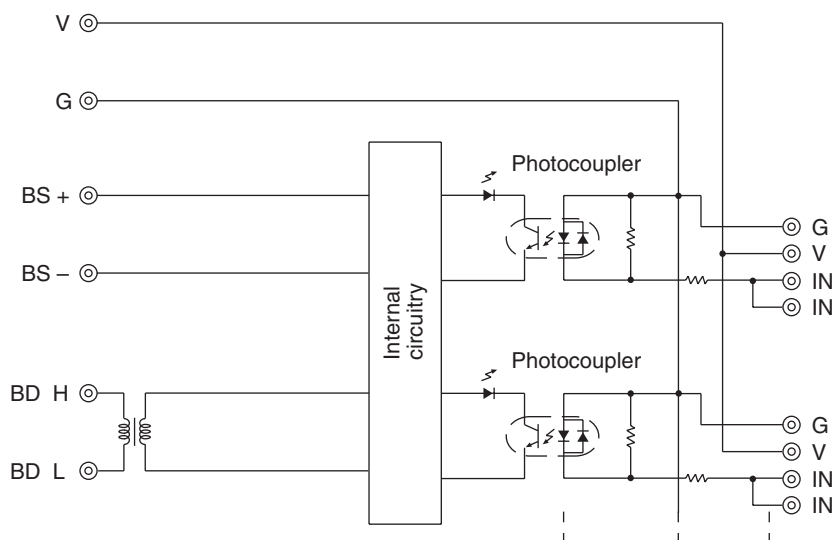 V
G
BS +
BS –
BD H
BD L
Internal
circuitry
Photocoupler
G
V
IN
IN
Photocoupler
G
V
IN
IN